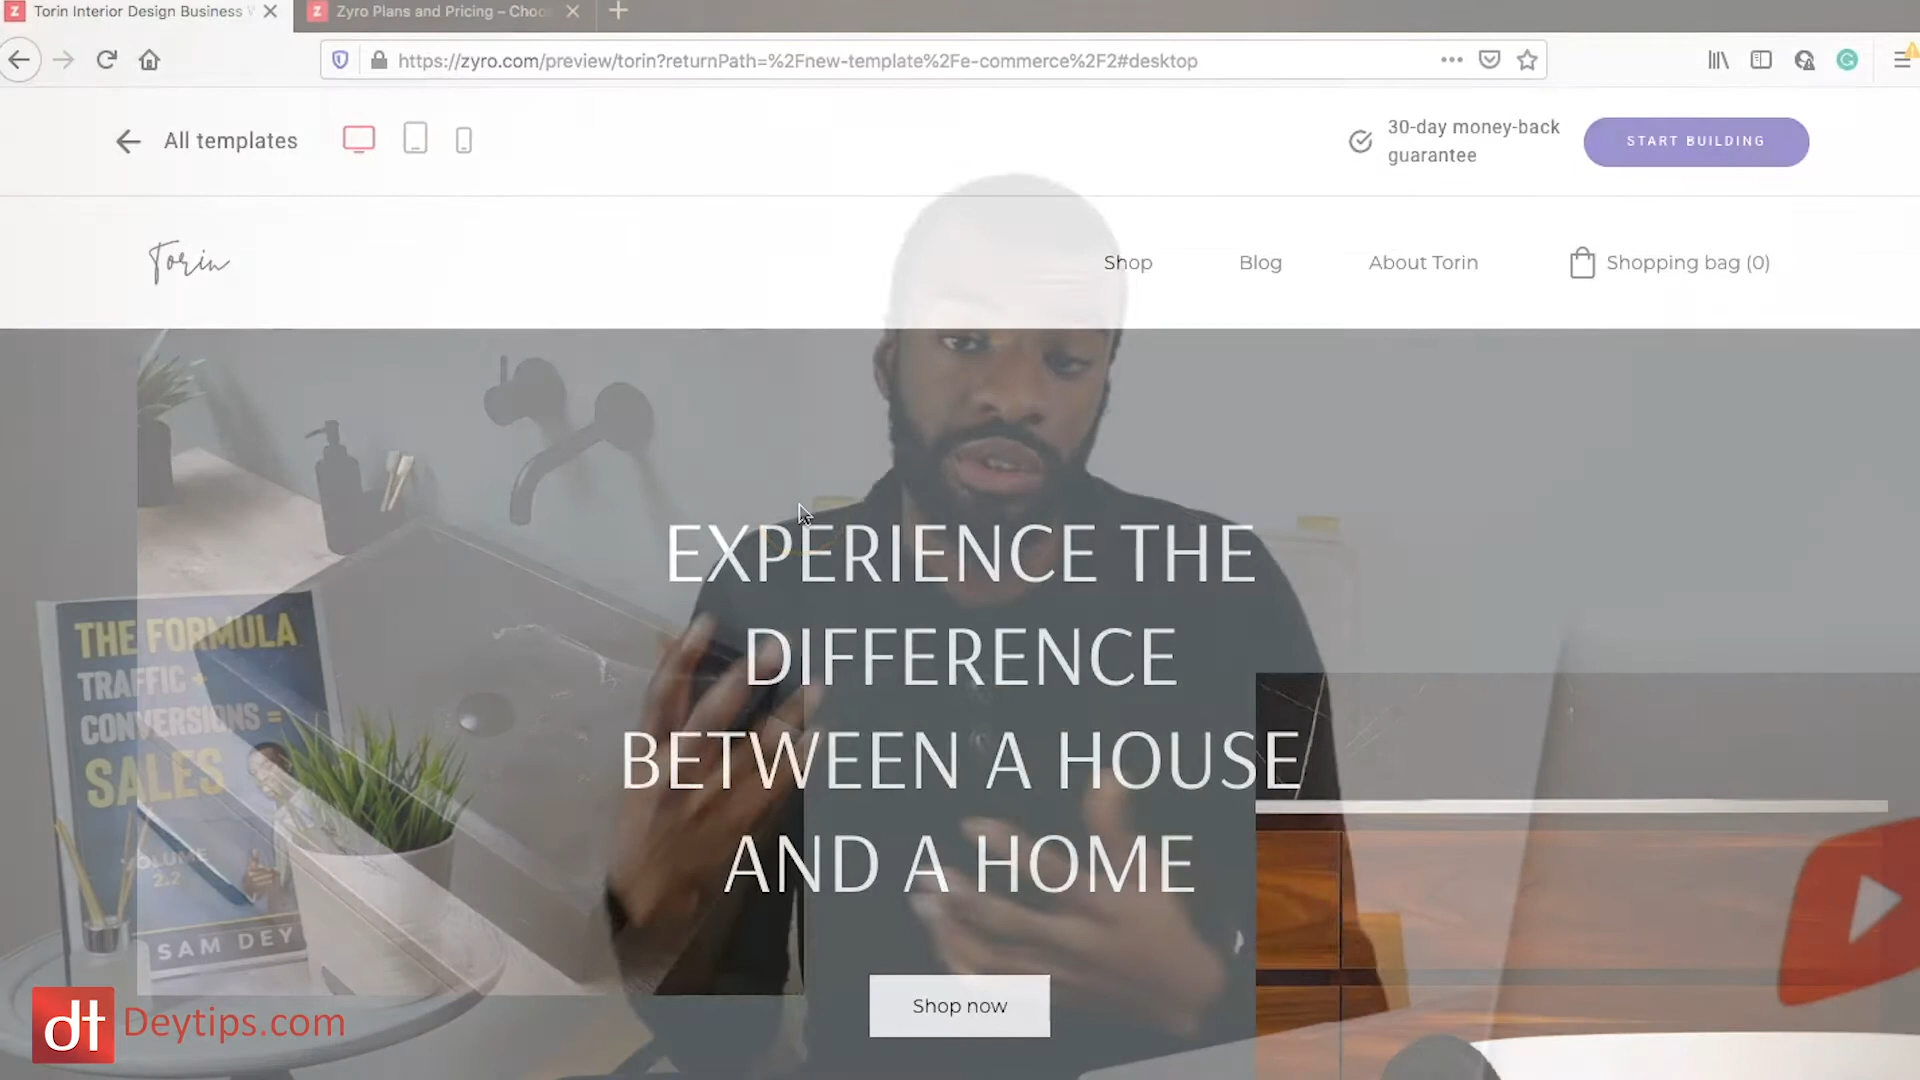 Torin Interior Design Business W
Zyro Plans and Pricing – Choo
https://zyro.com/preview/torin?returnPath=%2Fnew-template%2Fe-commerce%2F2#desktop
All templates
30-day money-back
guarantee
START BUILDING
Torin
Shop
Blog
About Torin
Shopping bag (0)
EXPERIENCE THE
DIFFERENCE
BETWEEN A HOUSE
AND A HOME
Shop now
THE FORMULA
TRAFFIC +
CONVERSIONS =
SALES
VOLUME
2.2
SAM DEY
dt Deytips.com